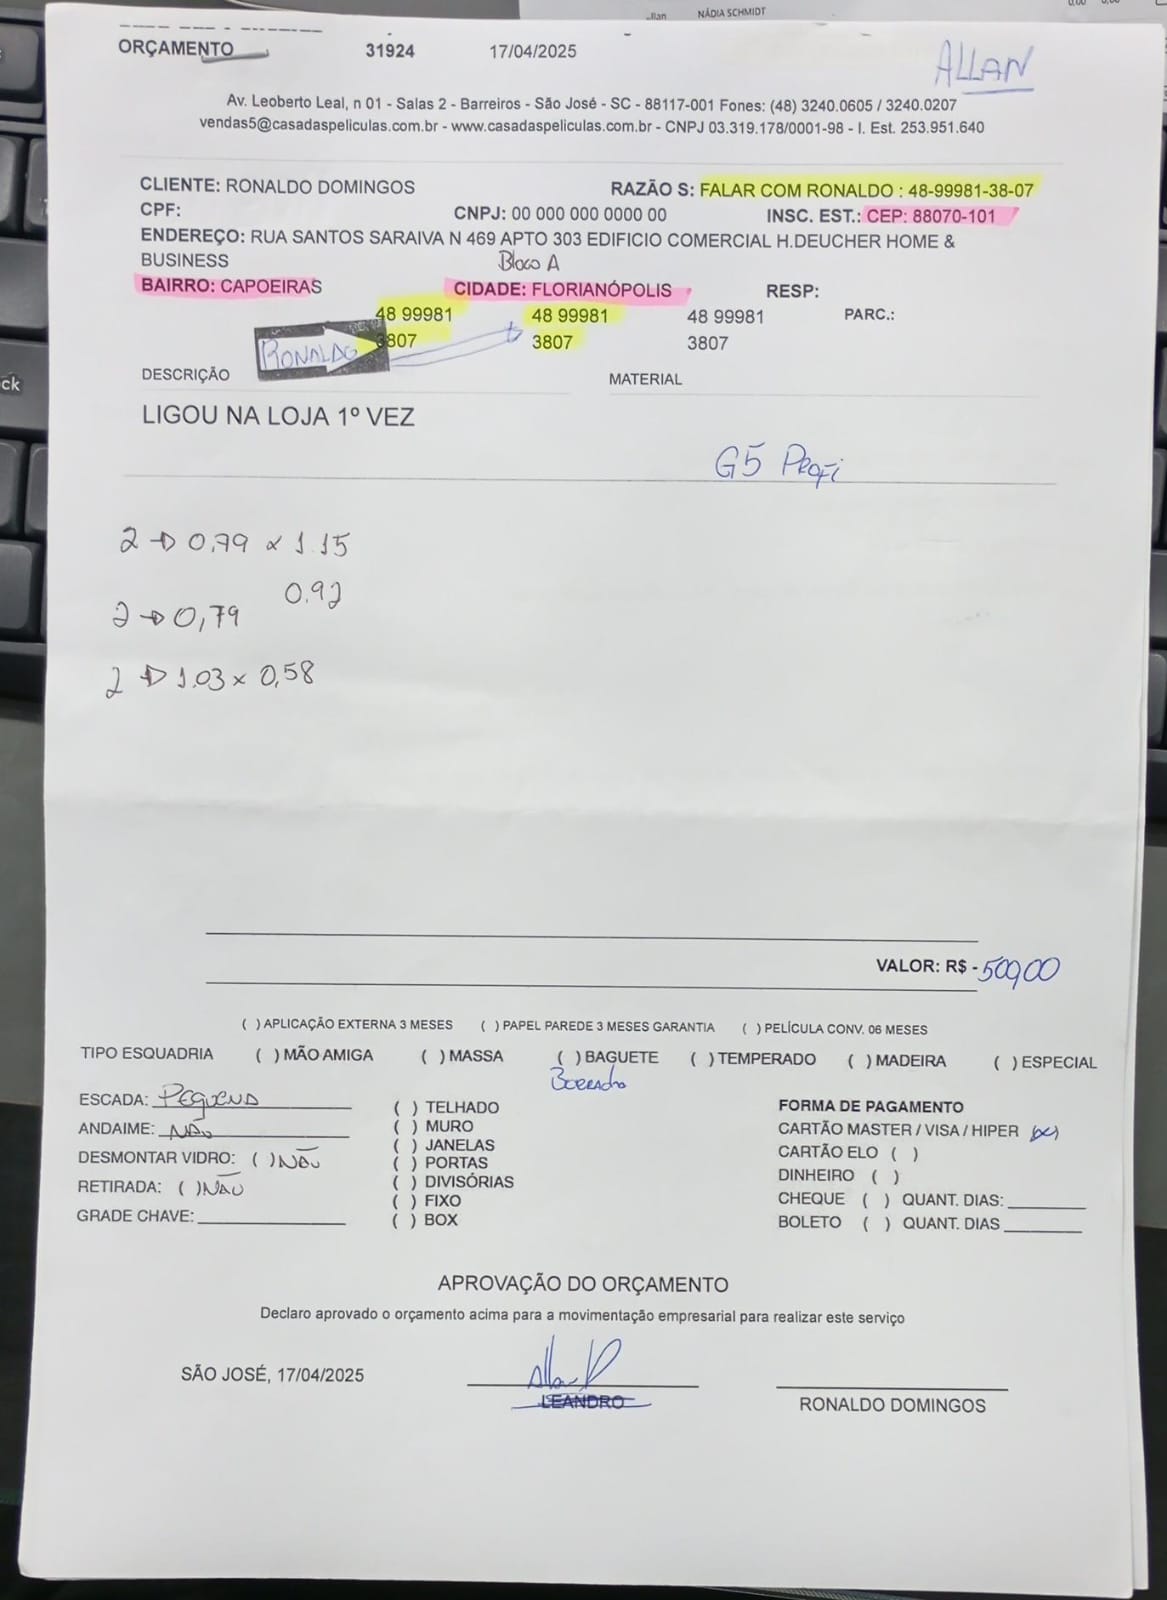 NÁDIA SCHMIDT
ORÇAMENTO 31924 17/04/2025 ALLAN
Av. Leoberto Leal, n 01 - Salas 2 - Barreiros - São José - SC - 88117-001 Fones: (48) 3240.0605 / 3240.0207
vendas5@casadaspeliculas.com.br - www.casadaspeliculas.com.br - CNPJ 03.319.178/0001-98 - I. Est. 253.951.640
CLIENTE: RONALDO DOMINGOS RAZÃO S: FALAR COM RONALDO : 48-99981-38-07
CPF: CNPJ: 00 000 000 0000 00 INSC. EST.: CEP: 88070-101
ENDEREÇO: RUA SANTOS SARAIVA N 469 APTO 303 EDIFICIO COMERCIAL H.DEUCHER HOME &
BUSINESS Bloco A
BAIRRO: CAPOEIRAS CIDADE: FLORIANÓPOLIS RESP:
48 99981 48 99981 48 99981 PARC.:
RONALDO 3807 3807 3807
DESCRIÇÃO MATERIAL
LIGOU NA LOJA 1º VEZ
G5 Profi
2 → 0,79 x 1.15
0.92
2 → 0,79
2 → 1.03 x 0,58
VALOR: R$ - 500,00
( ) APLICAÇÃO EXTERNA 3 MESES ( ) PAPEL PAREDE 3 MESES GARANTIA ( ) PELÍCULA CONV. 06 MESES
TIPO ESQUADRIA ( ) MÃO AMIGA ( ) MASSA ( ) BAGUETE ( ) TEMPERADO ( ) MADEIRA ( ) ESPECIAL
Borracha
ESCADA: PEQUENA
ANDAIME: NÃO
DESMONTAR VIDRO: ( ) NÃO
RETIRADA: ( ) NÃO
GRADE CHAVE:
( ) TELHADO
( ) MURO
( ) JANELAS
( ) PORTAS
( ) DIVISÓRIAS
( ) FIXO
( ) BOX
FORMA DE PAGAMENTO
CARTÃO MASTER / VISA / HIPER (x)
CARTÃO ELO ( )
DINHEIRO ( )
CHEQUE ( ) QUANT. DIAS:
BOLETO ( ) QUANT. DIAS
APROVAÇÃO DO ORÇAMENTO
Declaro aprovado o orçamento acima para a movimentação empresarial para realizar este serviço
SÃO JOSÉ, 17/04/2025
LEANDRO
RONALDO DOMINGOS